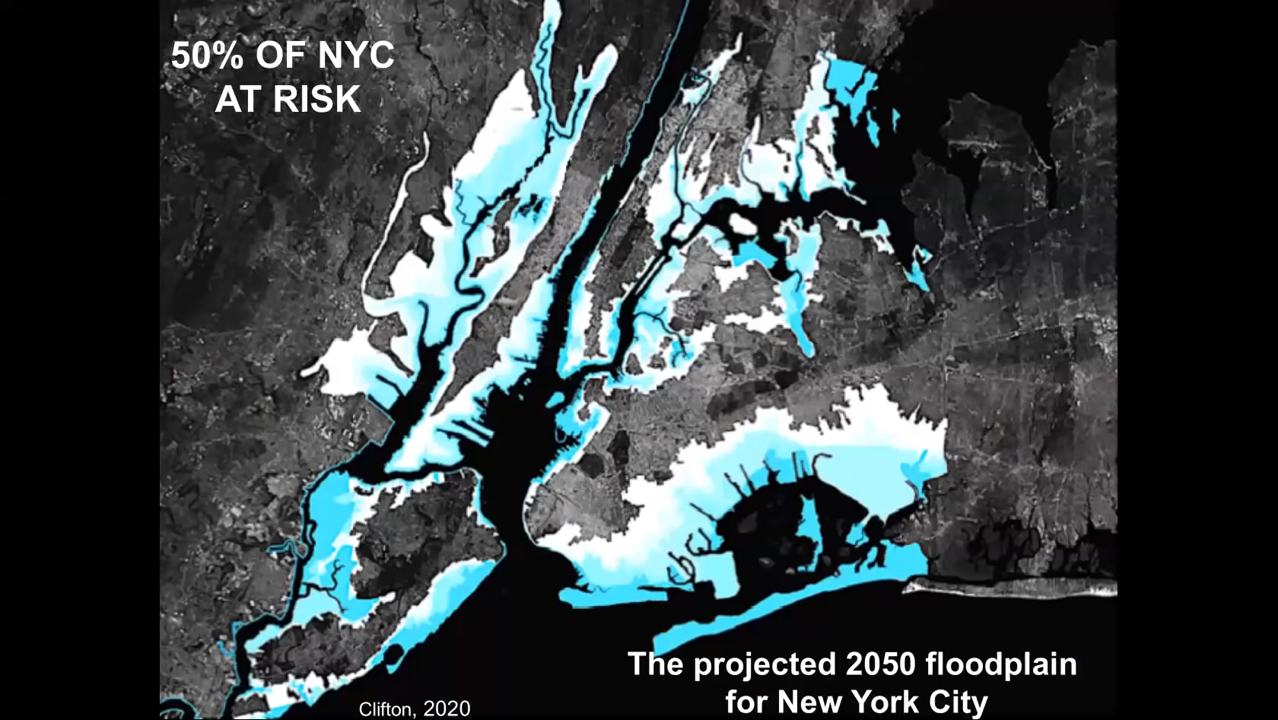 50% OF NYC
AT RISK
The projected 2050 floodplain
for New York City
Clifton, 2020